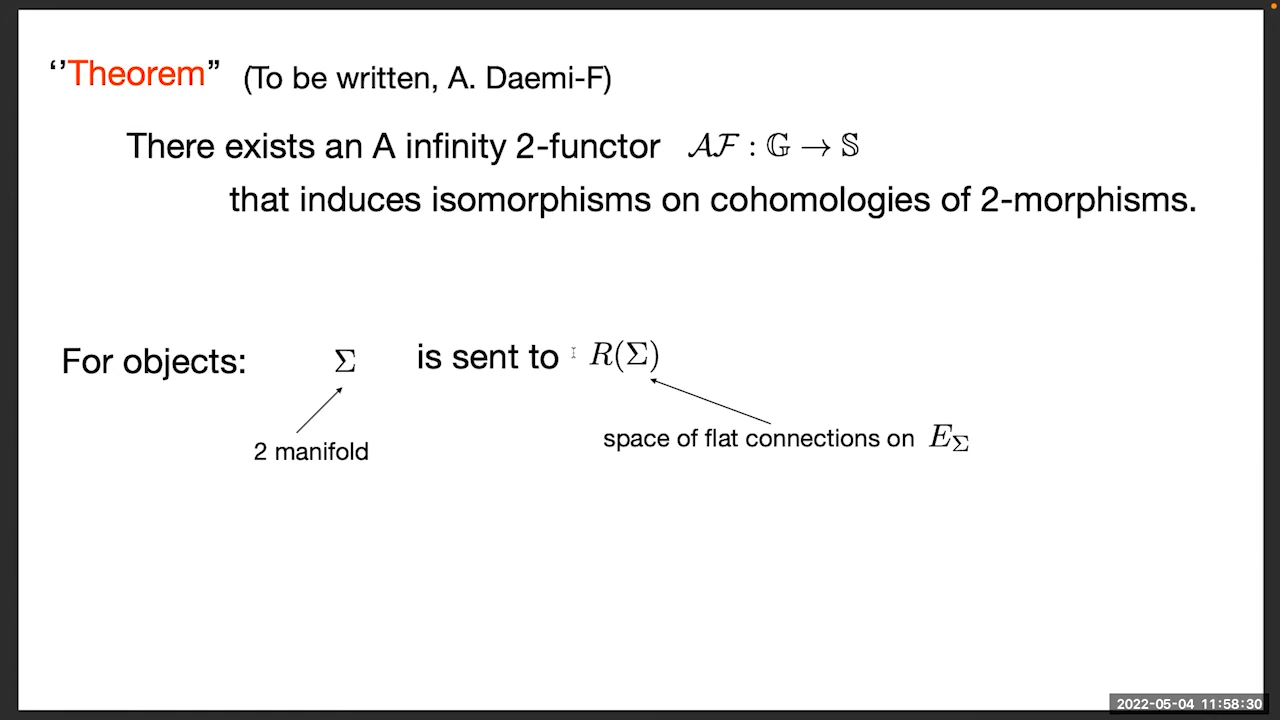 ‘’Theorem” (To be written, A. Daemi-F)
There exists an A infinity 2-functor 𝒜ℱ : 𝔾 → 𝕊
that induces isomorphisms on cohomologies of 2-morphisms.
For objects: Σ is sent to R(Σ)
2 manifold
space of flat connections on E_Σ
2022-05-04 11:58:30